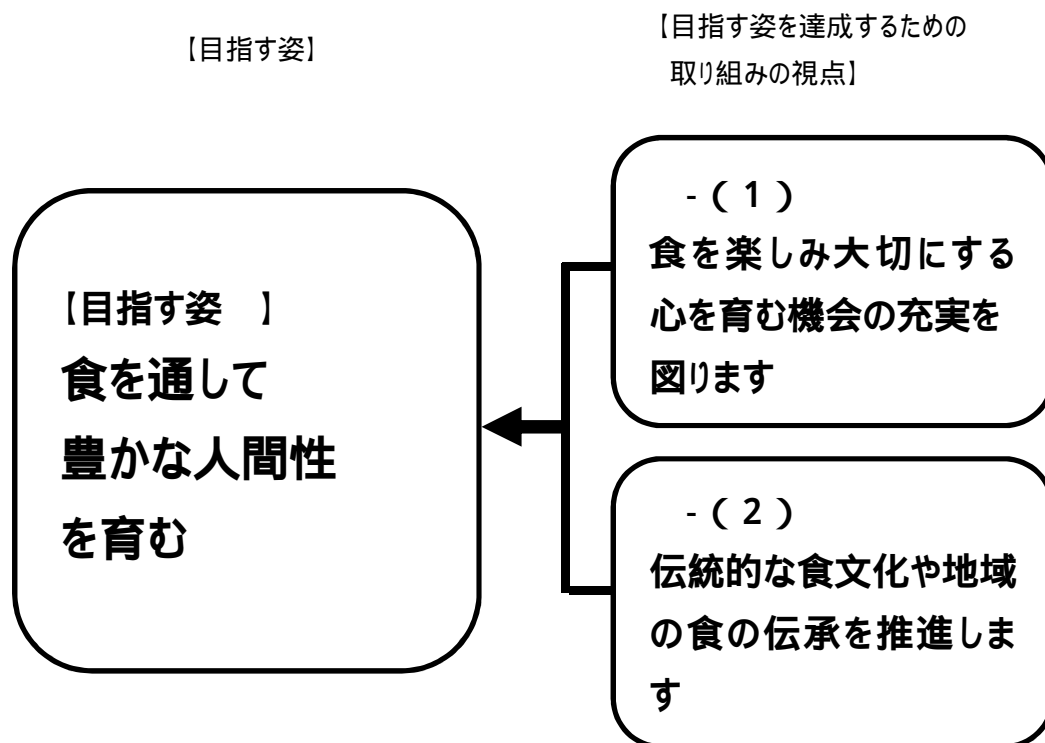 【目指す姿】
【目指す姿を達成するための
取り組みの視点】
【目指す姿　】
食を通して
豊かな人間性
を育む
-（1）
食を楽しみ大切にする
心を育む機会の充実を
図ります
-（2）
伝統的な食文化や地域
の食の伝承を推進しま
す